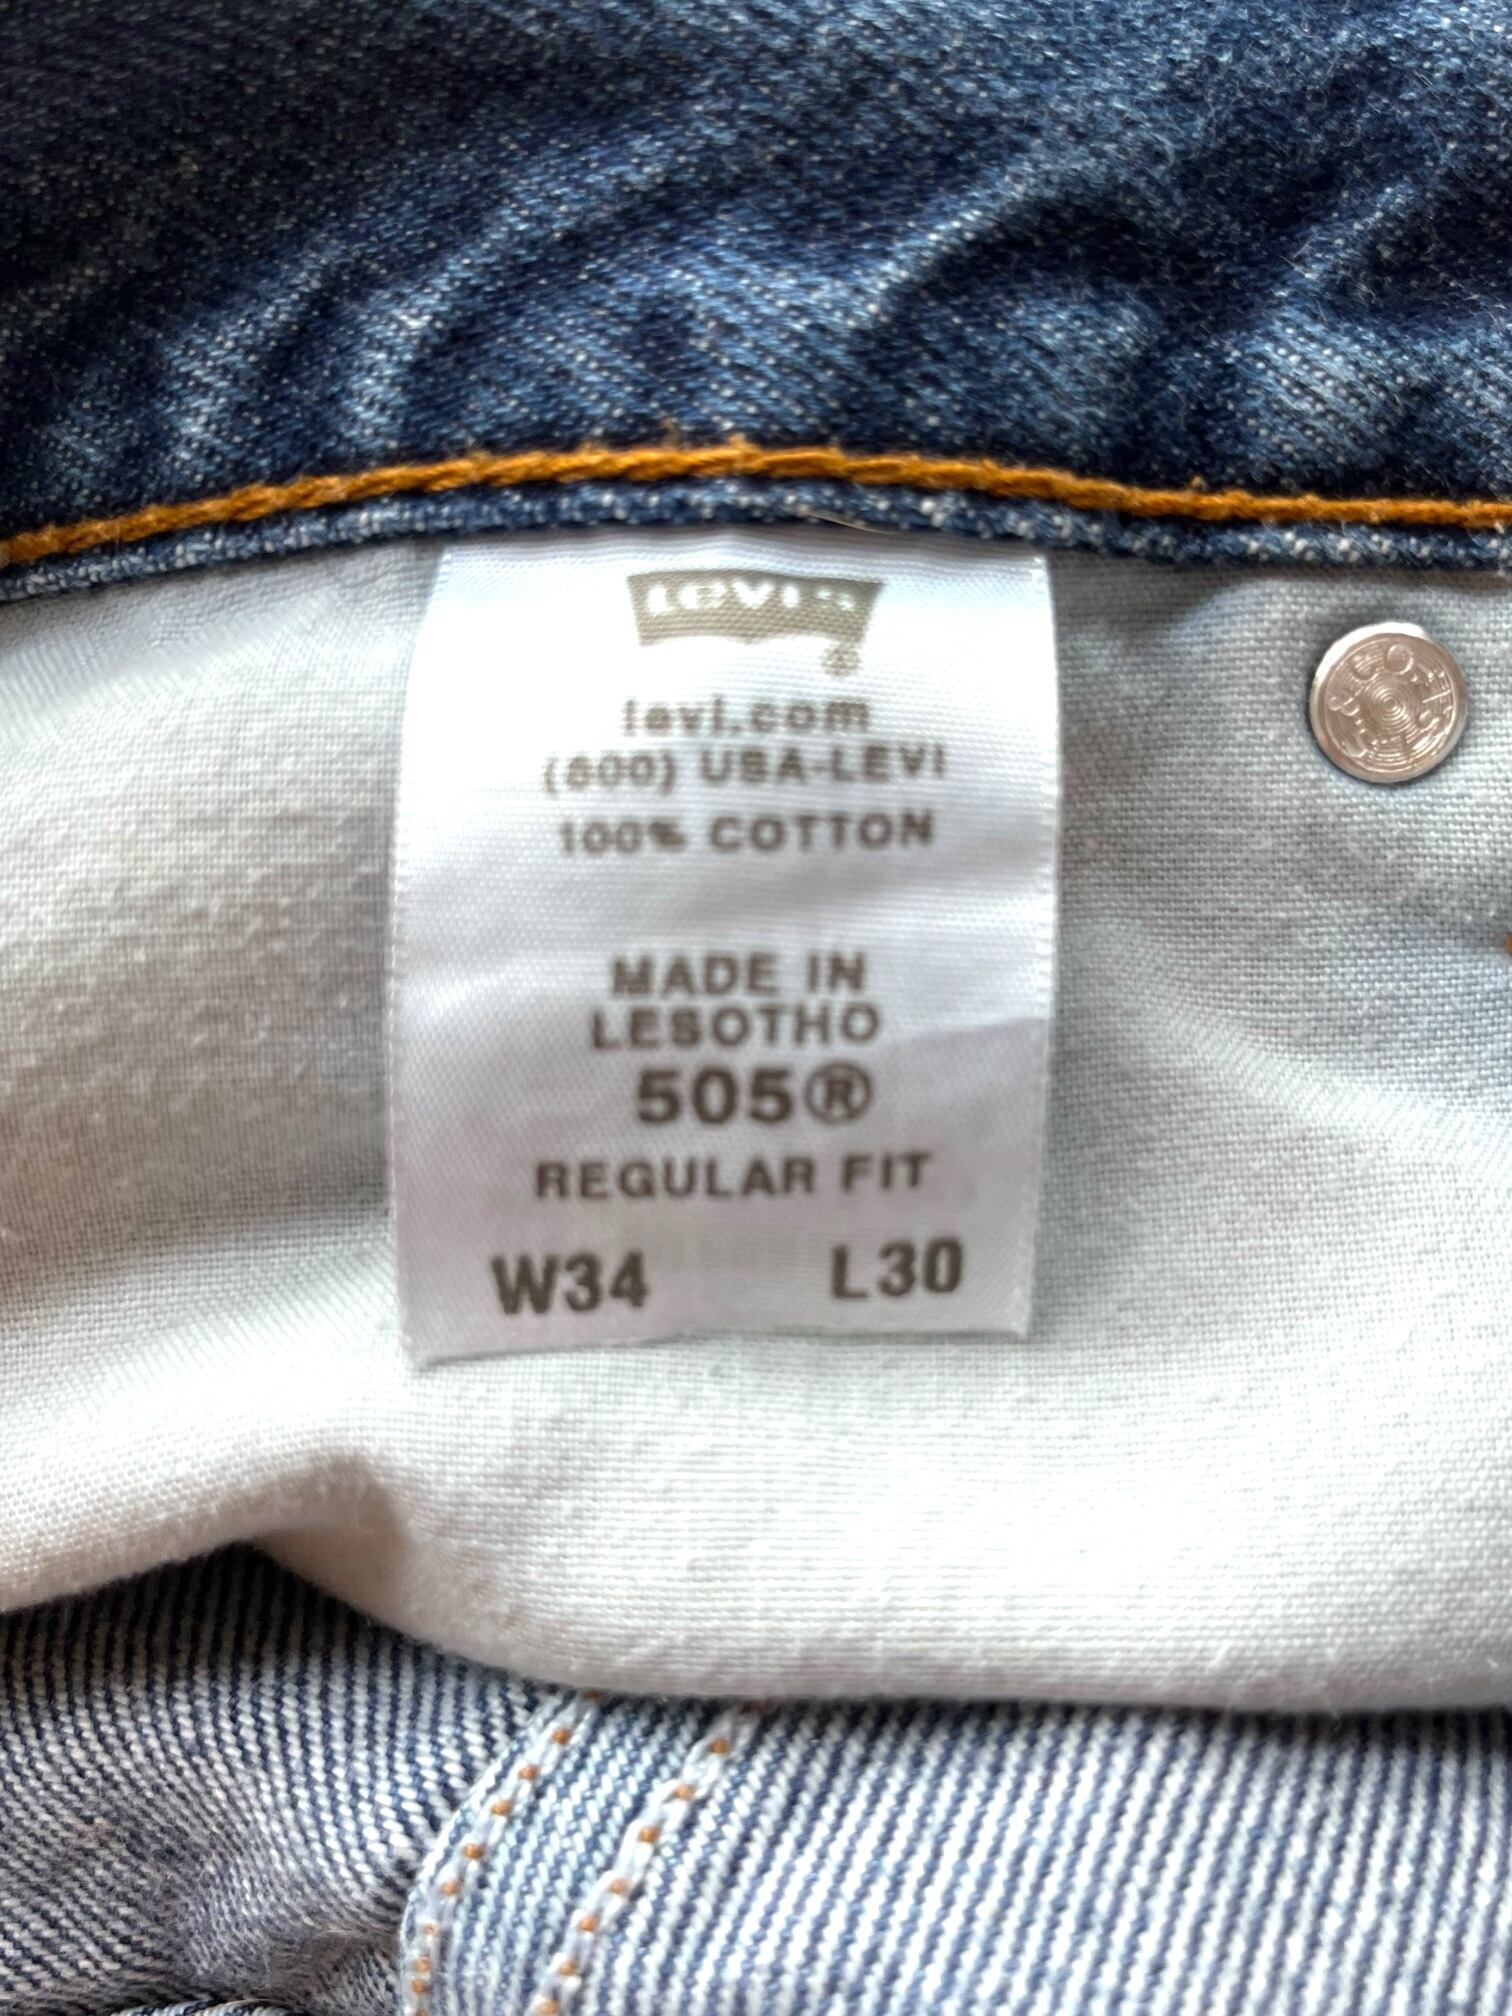 Levi's
®
levi.com
(800) USA-LEVI
100% COTTON
MADE IN
LESOTHO
505®
REGULAR FIT
W34 L30